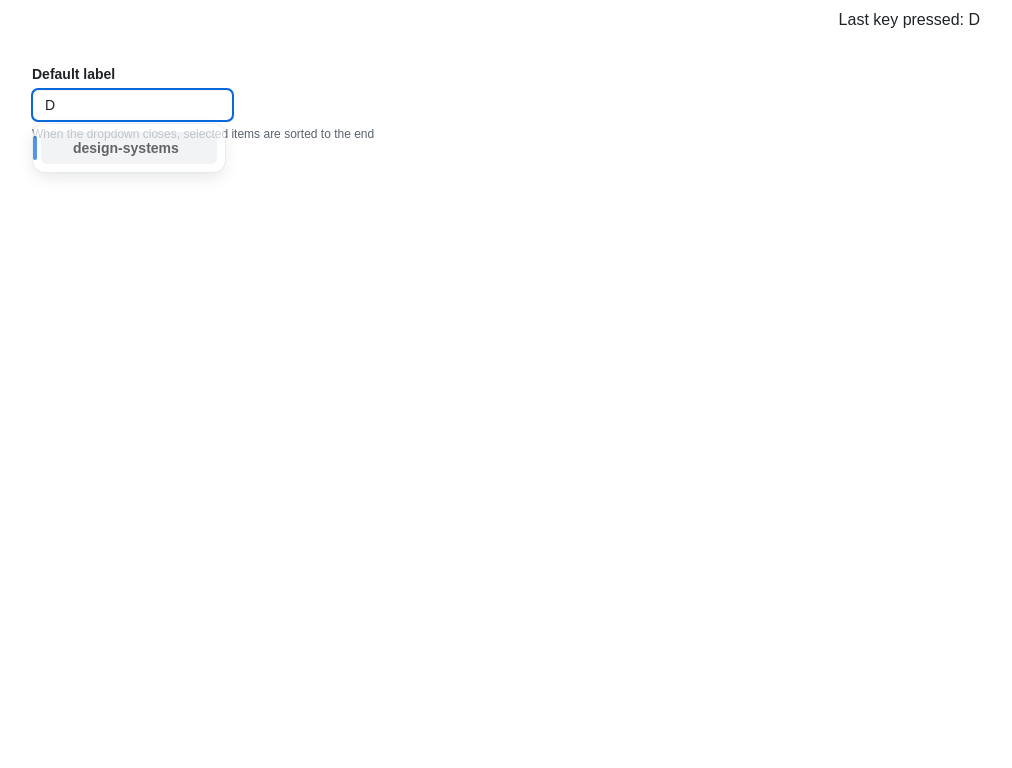 Last key pressed: D
Default label
D
When the dropdown closes, selected items are sorted to the end
design-systems